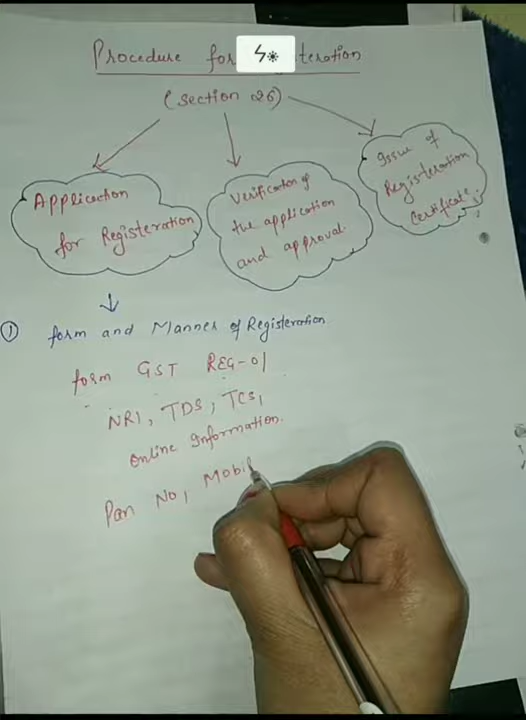 Procedure for
(Section 26)
Application
for Registeration
Verification of
the application
and approval.
Issue of
Registeration
Certificate.
① form and Manner of Registeration
form GST REG-01
NRI, TDS, TCS,
Online Information.
Pan No, Mobil